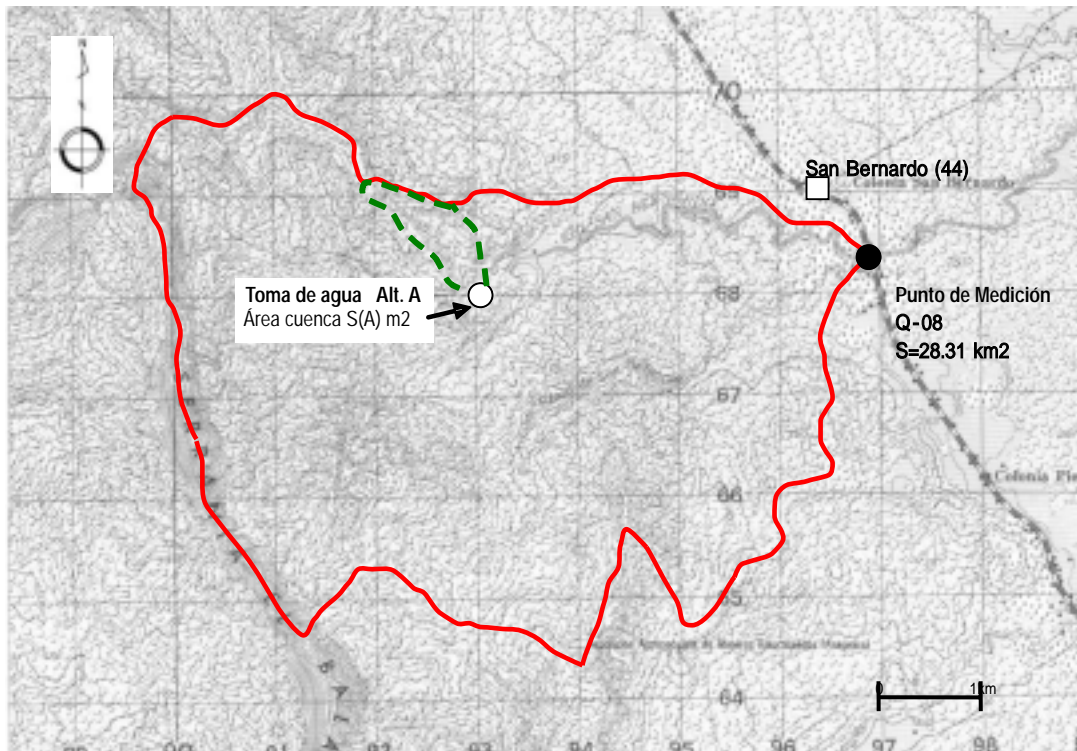 70
San Bernardo (44)
Colonia San Bernardo
69
Toma de agua Alt. A
Área cuenca S(A) m2
68
Punto de Medición
Q-08
S=28.31 km2
67
66
65
64
0 1km
90 91 92 93 94 95 96 97 98